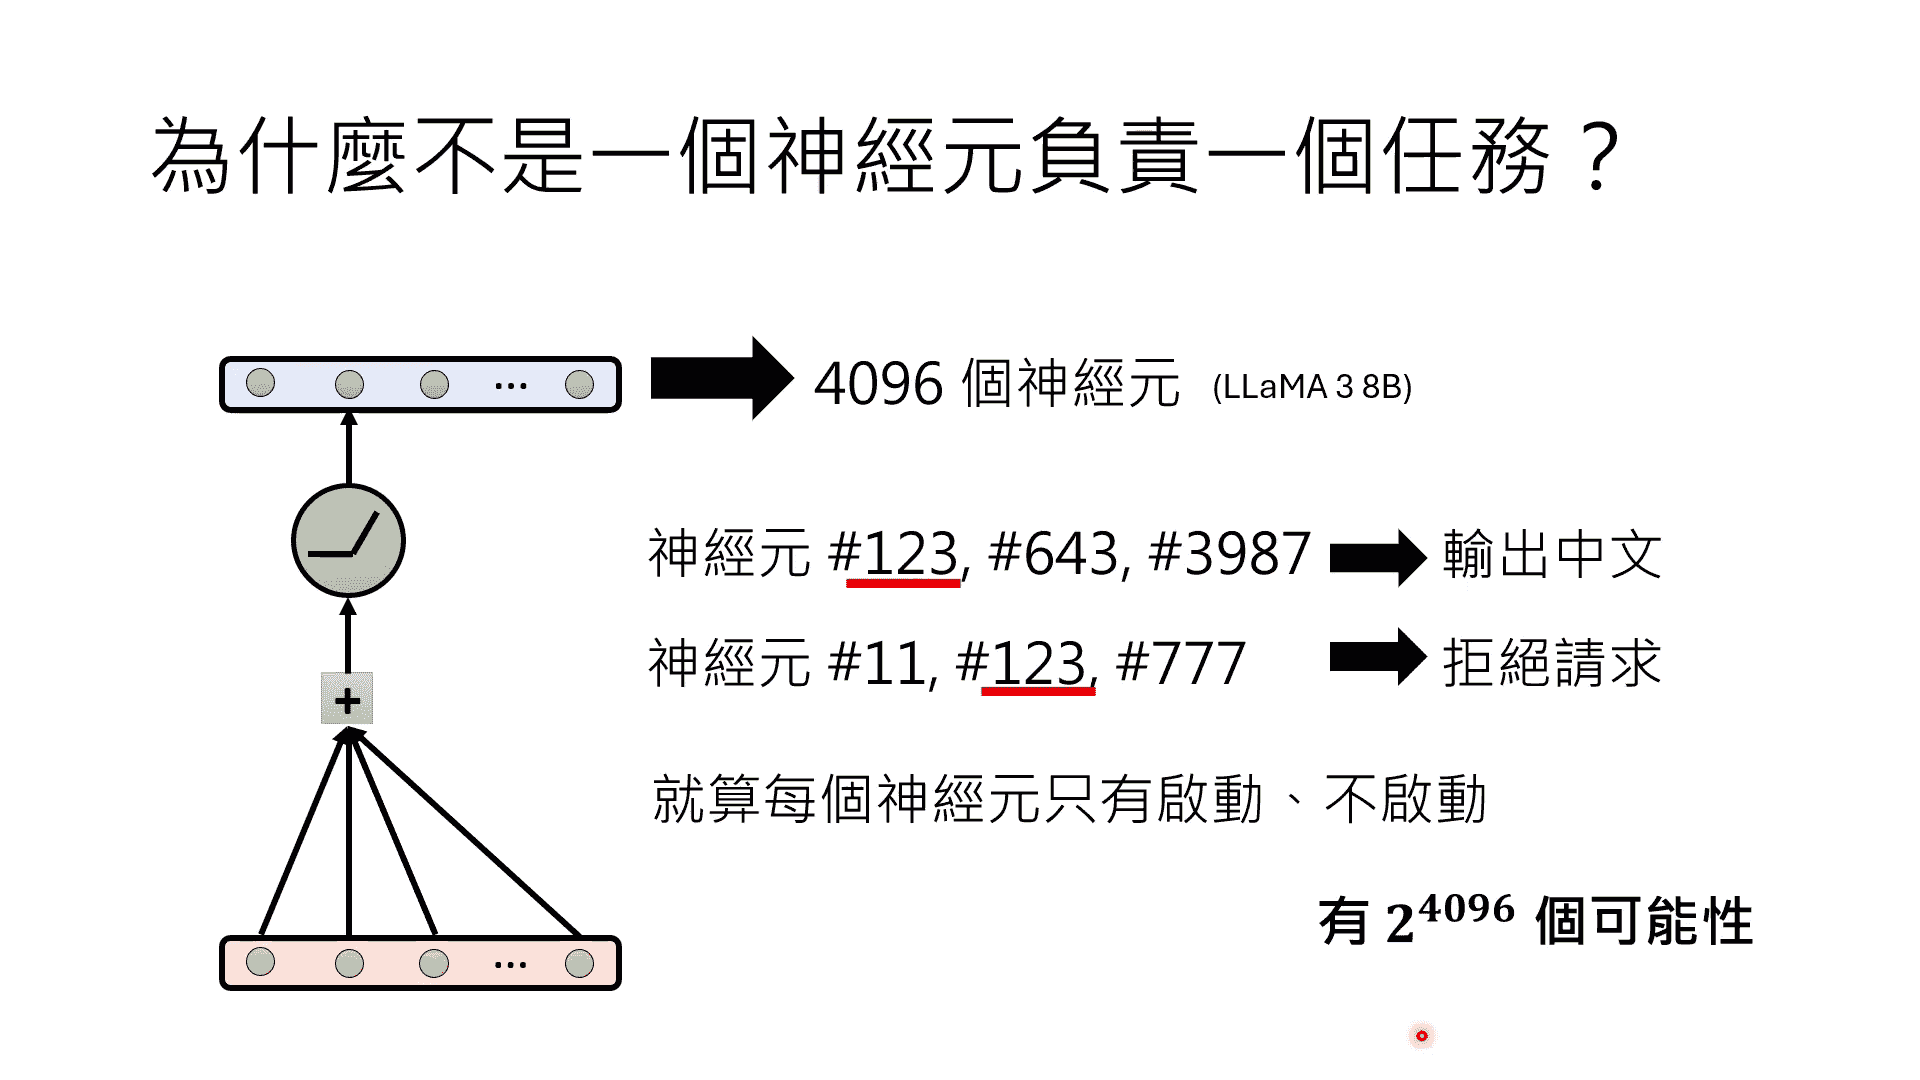 為什麼不是一個神經元負責一個任務？
4096 個神經元 (LLaMA 3 8B)
神經元 #123, #643, #3987 輸出中文
神經元 #11, #123, #777 拒絕請求
+
就算每個神經元只有啟動、不啟動
有 2⁴⁰⁹⁶ 個可能性